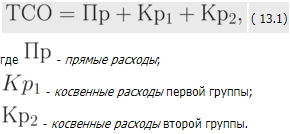 TCO = Пр + Кр₁ + Кр₂, ( 13.1)
где Пр - прямые расходы;
Кр1 - косвенные расходы первой группы;
Кр₂ - косвенные расходы второй группы.